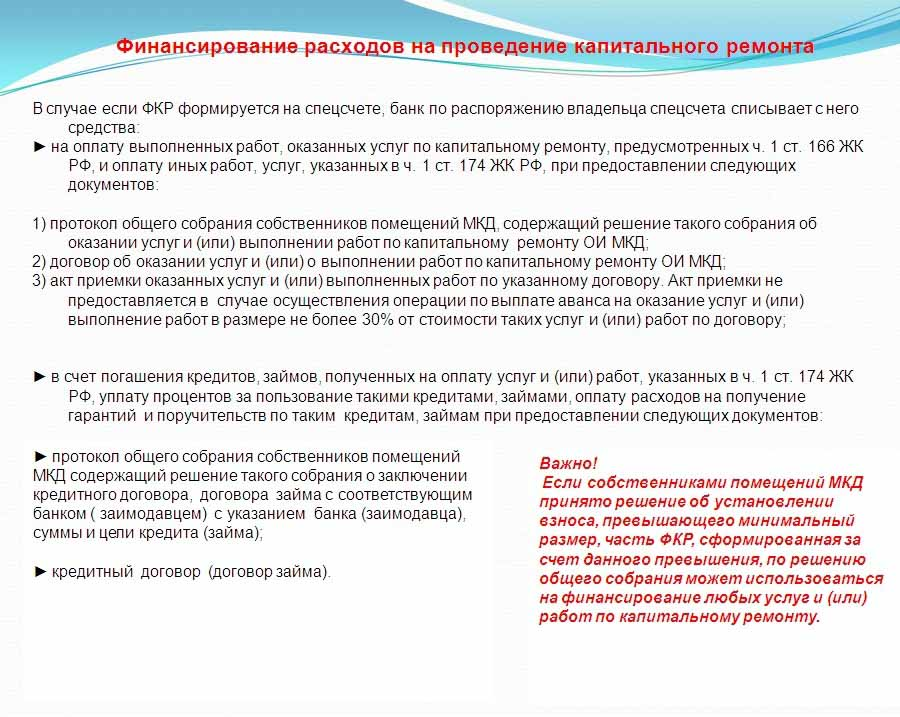 Финансирование расходов на проведение капитального ремонта
В случае если ФКР формируется на спецсчете, банк по распоряжению владельца спецсчета списывает с него
средства:
► на оплату выполненных работ, оказанных услуг по капитальному ремонту, предусмотренных ч. 1 ст. 166 ЖК
РФ, и оплату иных работ, услуг, указанных в ч. 1 ст. 174 ЖК РФ, при предоставлении следующих
документов:
1) протокол общего собрания собственников помещений МКД, содержащий решение такого собрания об
оказании услуг и (или) выполнении работ по капитальному ремонту ОИ МКД;
2) договор об оказании услуг и (или) о выполнении работ по капитальному ремонту ОИ МКД;
3) акт приемки оказанных услуг и (или) выполненных работ по указанному договору. Акт приемки не
предоставляется в случае осуществления операции по выплате аванса на оказание услуг и (или)
выполнение работ в размере не более 30% от стоимости таких услуг и (или) работ по договору;
► в счет погашения кредитов, займов, полученных на оплату услуг и (или) работ, указанных в ч. 1 ст. 174 ЖК
РФ, уплату процентов за пользование такими кредитами, займами, оплату расходов на получение
гарантий и поручительств по таким кредитам, займам при предоставлении следующих документов:
► протокол общего собрания собственников помещений
МКД содержащий решение такого собрания о заключении
кредитного договора, договора займа с соответствующим
банком ( заимодавцем) с указанием банка (заимодавца),
суммы и цели кредита (займа);
► кредитный договор (договор займа).
Важно!
Если собственниками помещений МКД
принято решение об установлении
взноса, превышающего минимальный
размер, часть ФКР, сформированная за
счет данного превышения, по решению
общего собрания может использоваться
на финансирование любых услуг и (или)
работ по капитальному ремонту.